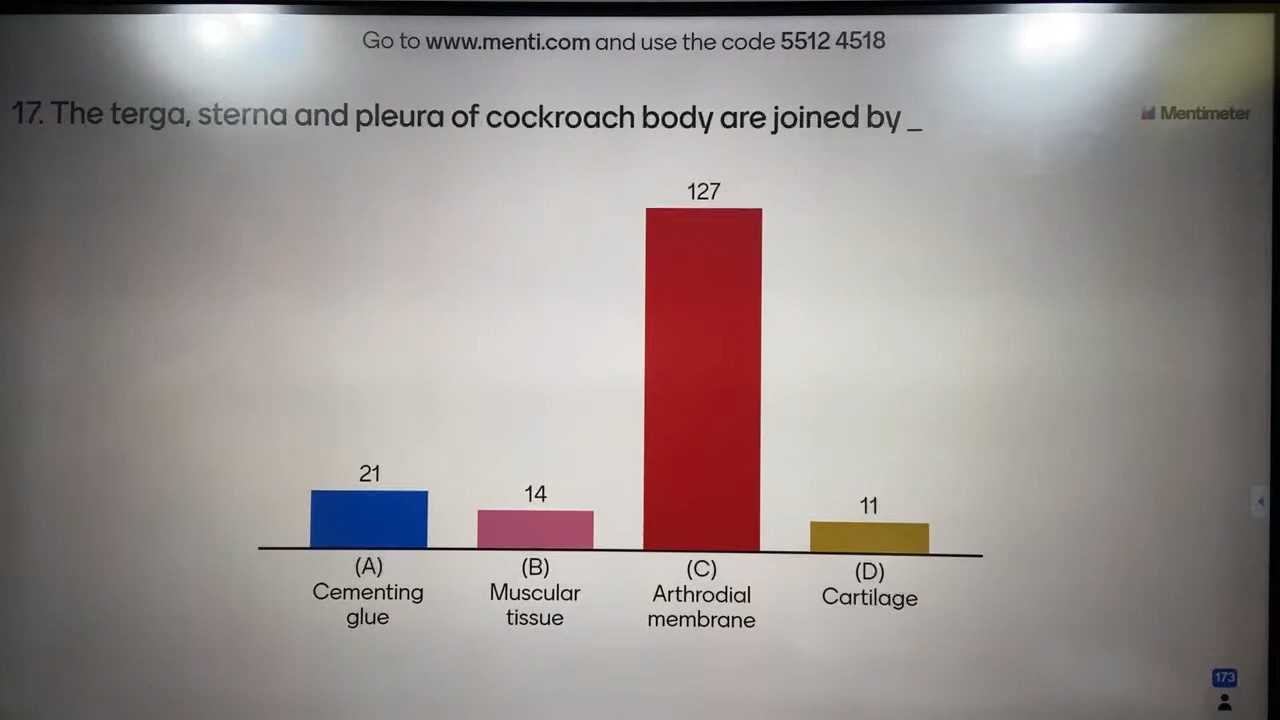 Go to www.menti.com and use the code 5512 4518
17. The terga, sterna and pleura of cockroach body are joined by _
Mentimeter
127
21
14
11
(A)
Cementing
glue
(B)
Muscular
tissue
(C)
Arthrodial
membrane
(D)
Cartilage
173